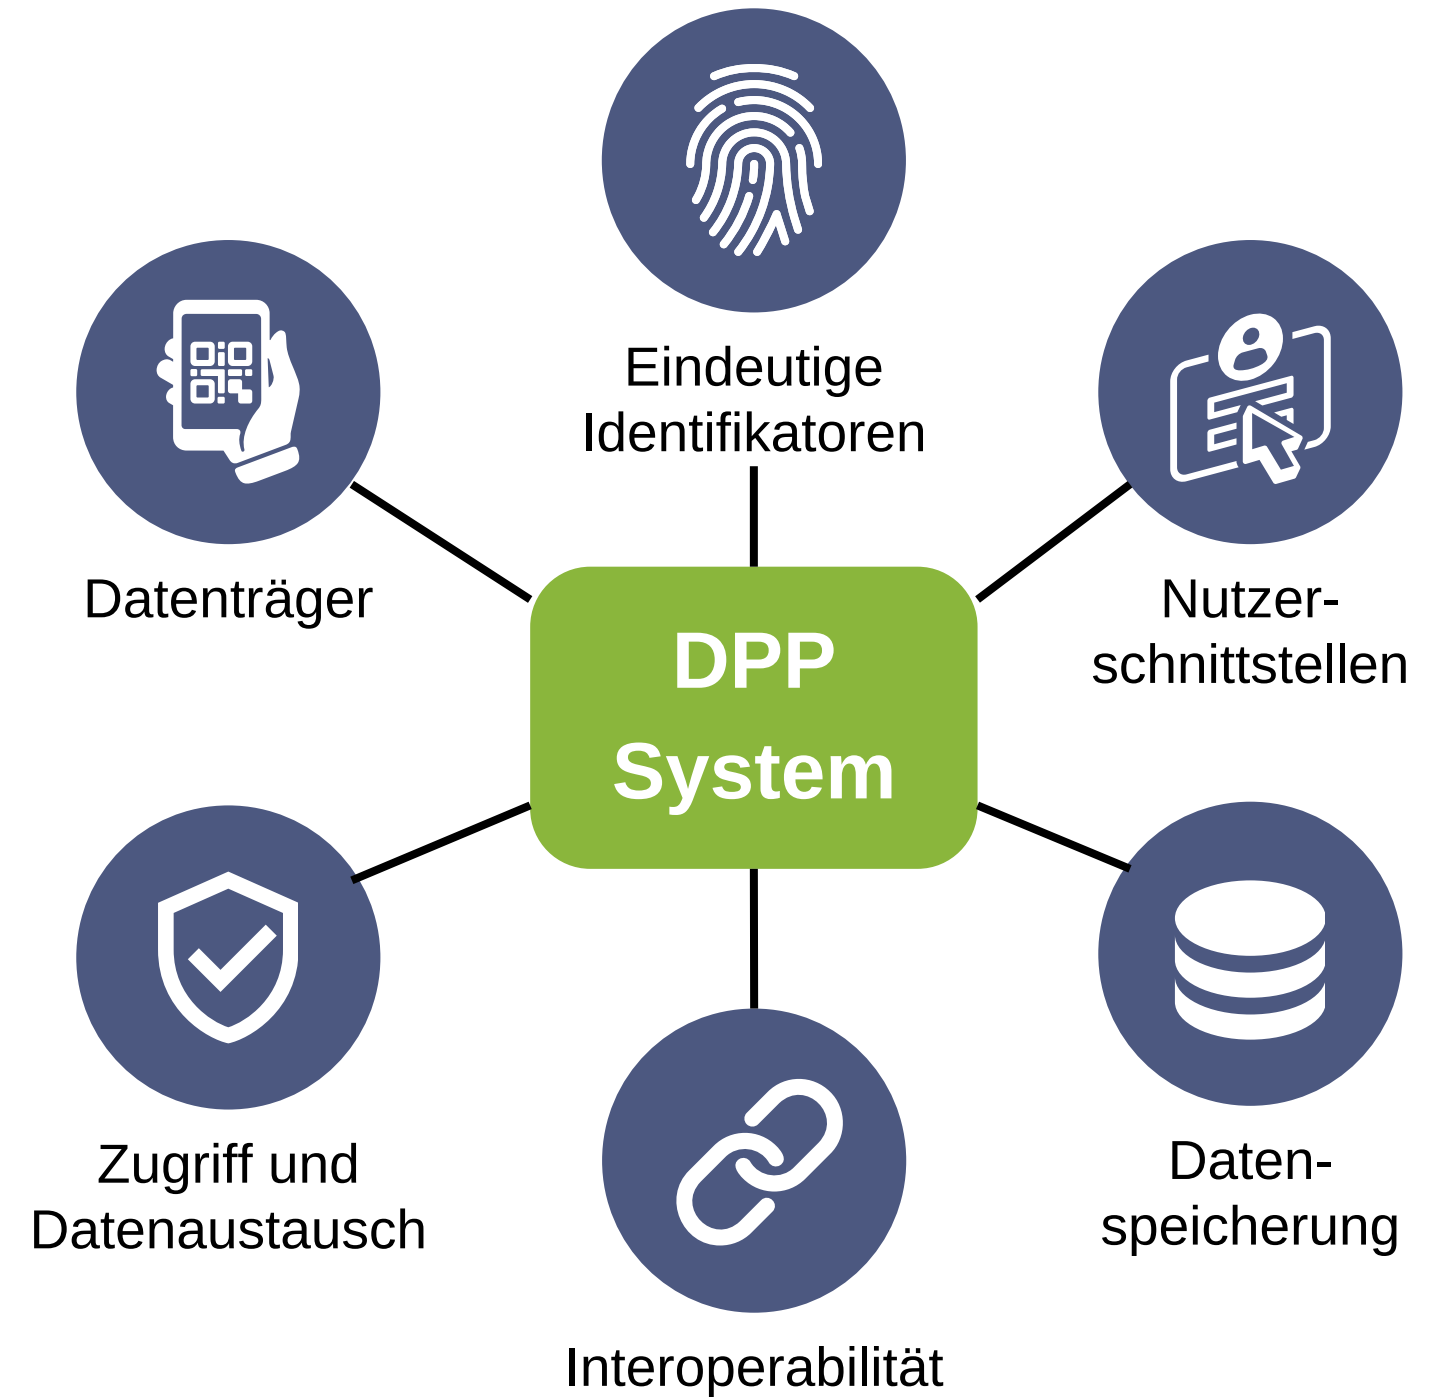 Eindeutige
Identifikatoren
Datenträger
Nutzer-
schnittstellen
DPP
System
Zugriff und
Datenaustausch
Daten-
speicherung
Interoperabilität